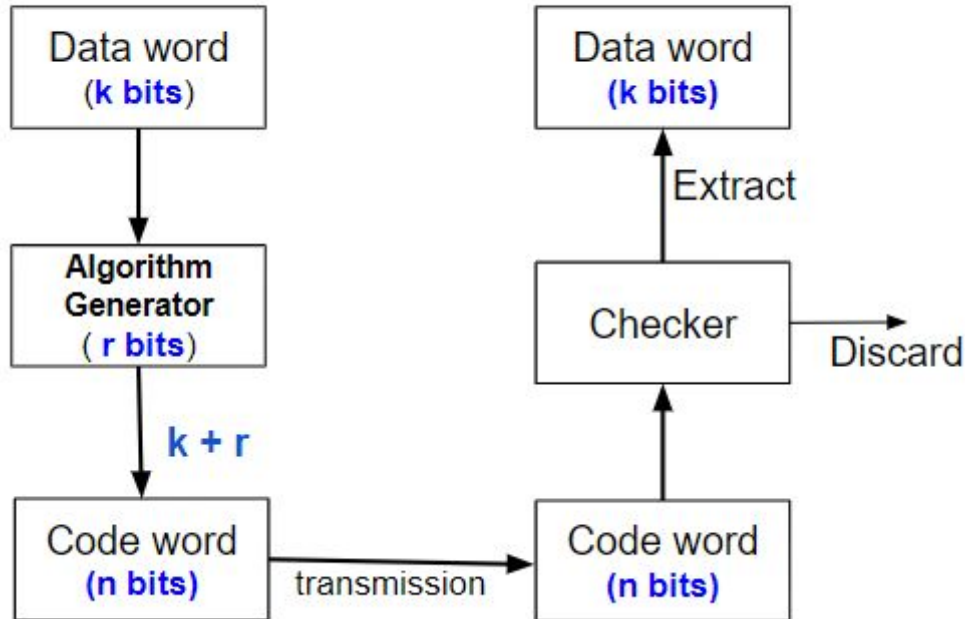 Data word
(k bits)
Algorithm
Generator
( r bits)
k + r
Code word
(n bits)
transmission
Data word
(k bits)
Extract
Checker
Discard
Code word
(n bits)